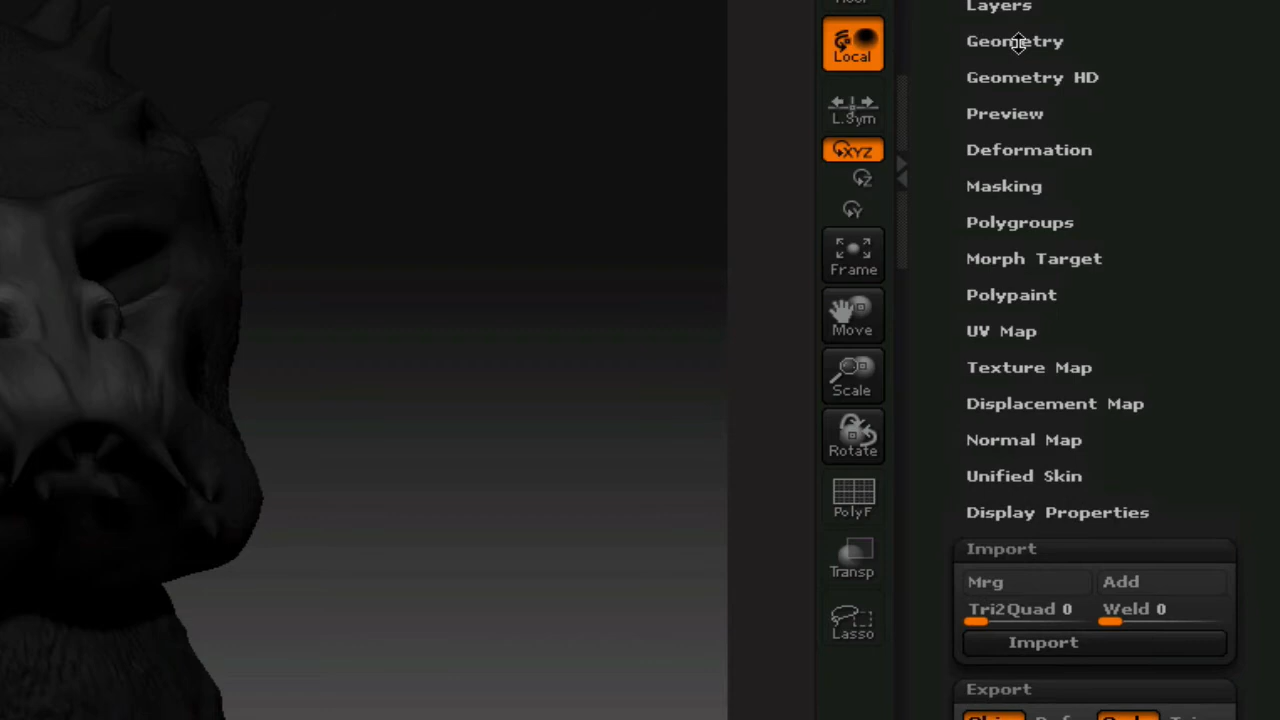 Layers
Local
Geometry
Geometry HD
L.Sym
Preview
XYZ
Deformation
Z
Masking
Y
Polygroups
Frame
Morph Target
Move
Polypaint
UV Map
Scale
Texture Map
Displacement Map
Rotate
Normal Map
PolyF
Unified Skin
Display Properties
Transp
Import
Mrg Add
Tri2Quad 0 Weld 0
Lasso
Import
Export